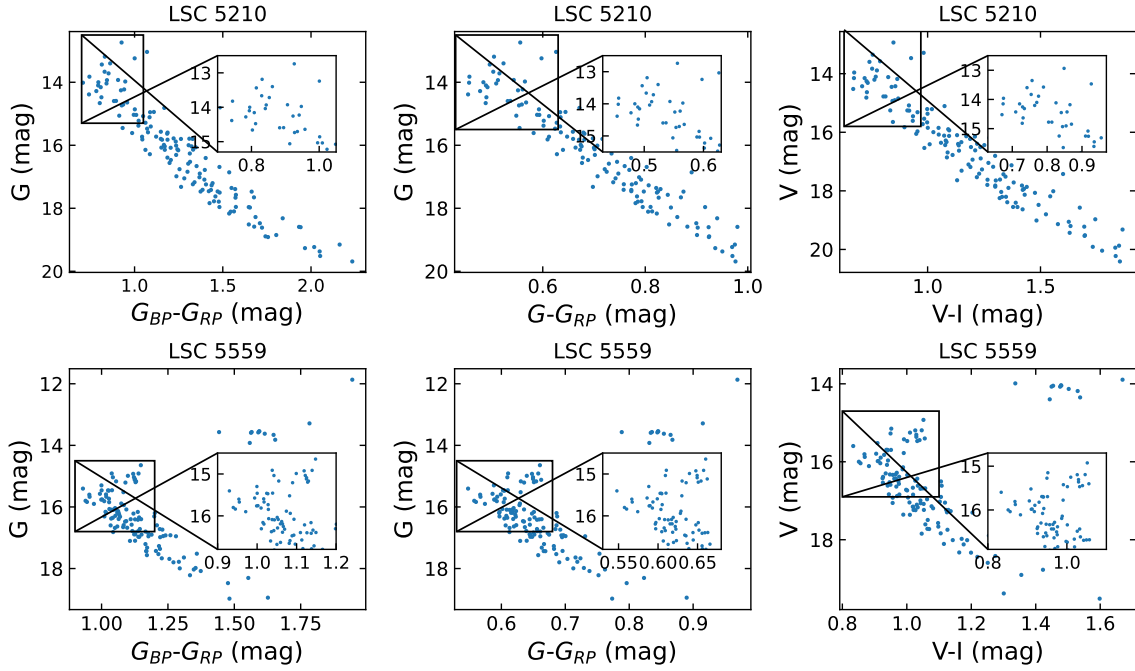 LSC 5210 LSC 5210 LSC 5210
14 16 18 20
G (mag)
13 14 15
0.8 1.0
1.0 1.5 2.0
G_BP-G_RP (mag)
14 16 18 20
G (mag)
13 14 15
0.5 0.6
0.6 0.8 1.0
G-G_RP (mag)
14 16 18 20
V (mag)
13 14 15
0.7 0.8 0.9
1.0 1.5
V-I (mag)
LSC 5559 LSC 5559 LSC 5559
12 14 16 18
G (mag)
15 16
0.9 1.0 1.1 1.2
1.00 1.25 1.50 1.75
G_BP-G_RP (mag)
12 14 16 18
G (mag)
15 16
0.55 0.60 0.65
0.6 0.7 0.8 0.9
G-G_RP (mag)
14 16 18
V (mag)
15 16
0.8 1.0
0.8 1.0 1.2 1.4 1.6
V-I (mag)